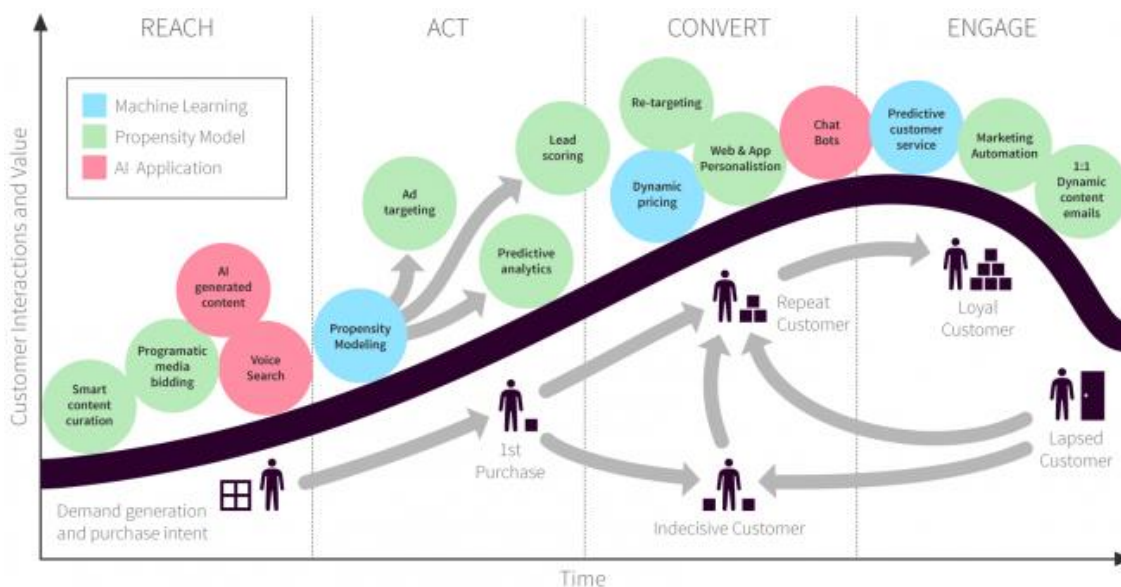 REACH
ACT
CONVERT
ENGAGE
Machine Learning
Propensity Model
AI Application
Customer Interactions and Value
Smart
content
curation
Programatic
media
bidding
AI
generated
content
Voice
Search
Propensity
Modeling
Ad
targeting
Lead
scoring
Predictive
analytics
Re-targeting
Dynamic
pricing
Web & App
Personalistion
Chat
Bots
Predictive
customer
service
Marketing
Automation
1:1
Dynamic
content
emails
Demand generation
and purchase intent
1st
Purchase
Repeat
Customer
Indecisive Customer
Loyal
Customer
Lapsed
Customer
Time